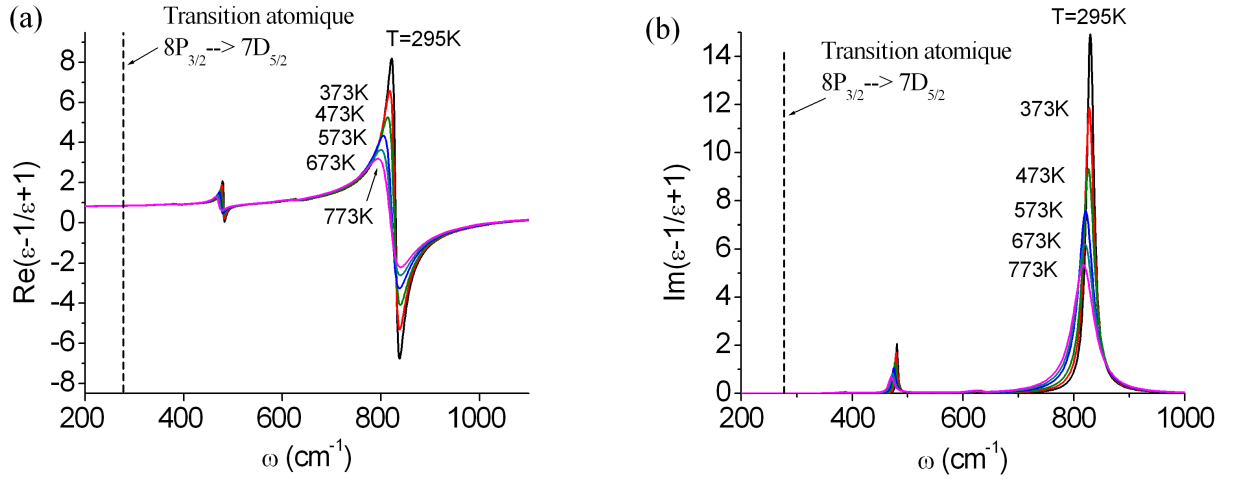 (a)
Transition atomique
8P3/2--> 7D5/2
T=295K
373K
473K
573K
673K
773K
8
6
4
2
0
-2
-4
-6
-8
Re(ε-1/ε+1)
200 400 600 800 1000
ω (cm-1)
(b)
T=295K
Transition atomique
8P3/2--> 7D5/2
373K
473K
573K
673K
773K
14
12
10
8
6
4
2
0
Im(ε-1/ε+1)
200 400 600 800 1000
ω (cm-1)